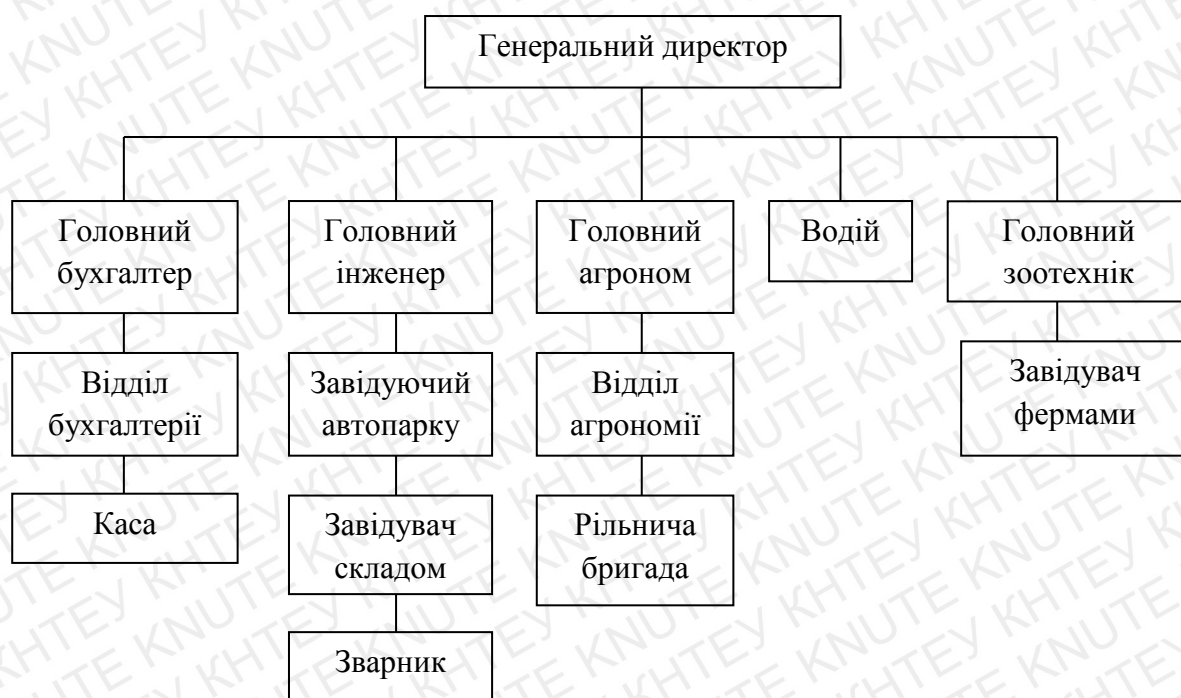 Генеральний директор
Головний
бухгалтер
Головний
інженер
Головний
агроном
Водій
Головний
зоотехнік
Відділ
бухгалтерії
Завідуючий
автопарку
Відділ
агрономії
Завідувач
фермами
Каса
Завідувач
складом
Рільнича
бригада
Зварник